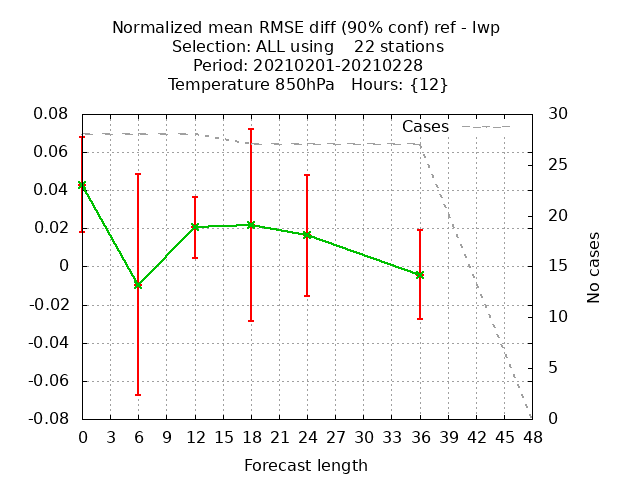 Normalized mean RMSE diff (90% conf) ref - lwp
Selection: ALL using    22 stations
Period: 20210201-20210228
Temperature 850hPa   Hours: {12}
Cases
0.08
0.06
0.04
0.02
0
-0.02
-0.04
-0.06
-0.08
30
25
20
15
10
5
0
No cases
0 3 6 9 12 15 18 21 24 27 30 33 36 39 42 45 48
Forecast length